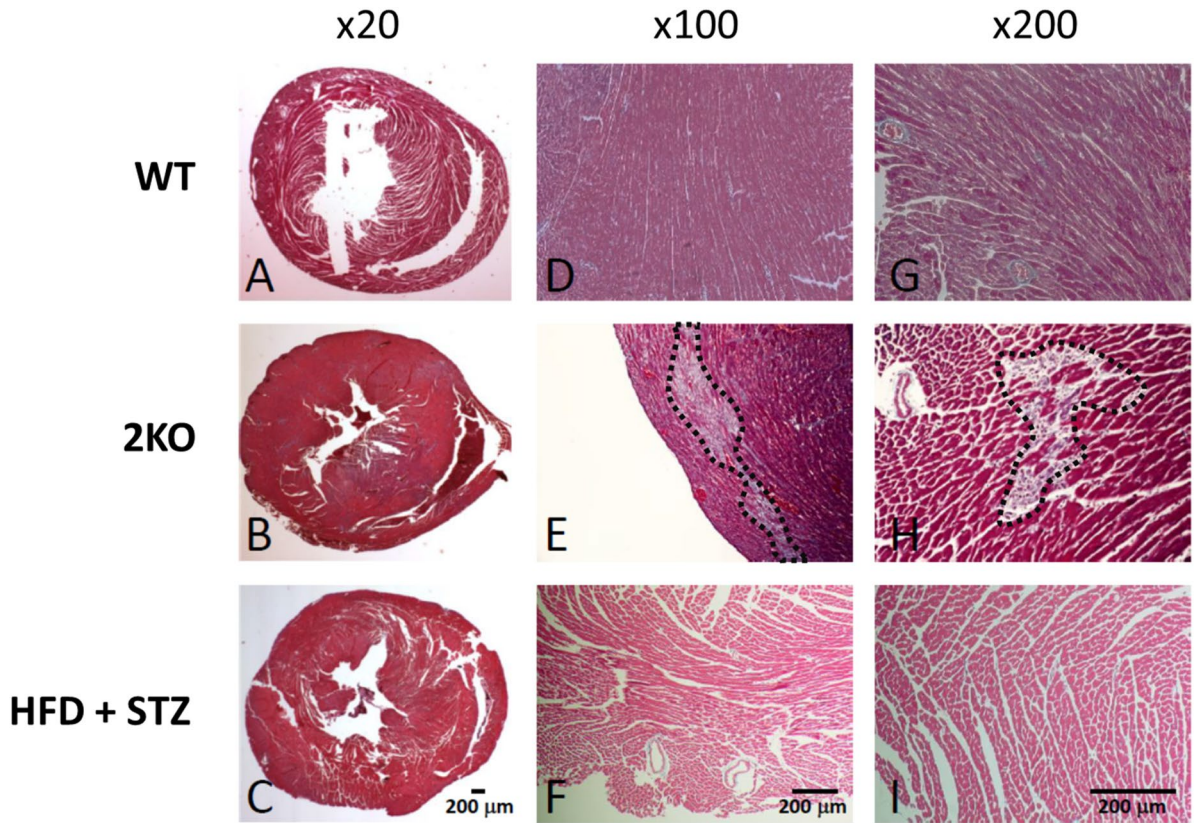 x20 x100 x200
WT
A D G
2KO
B E H
HFD + STZ
C 200 μm F 200 μm I 200 μm